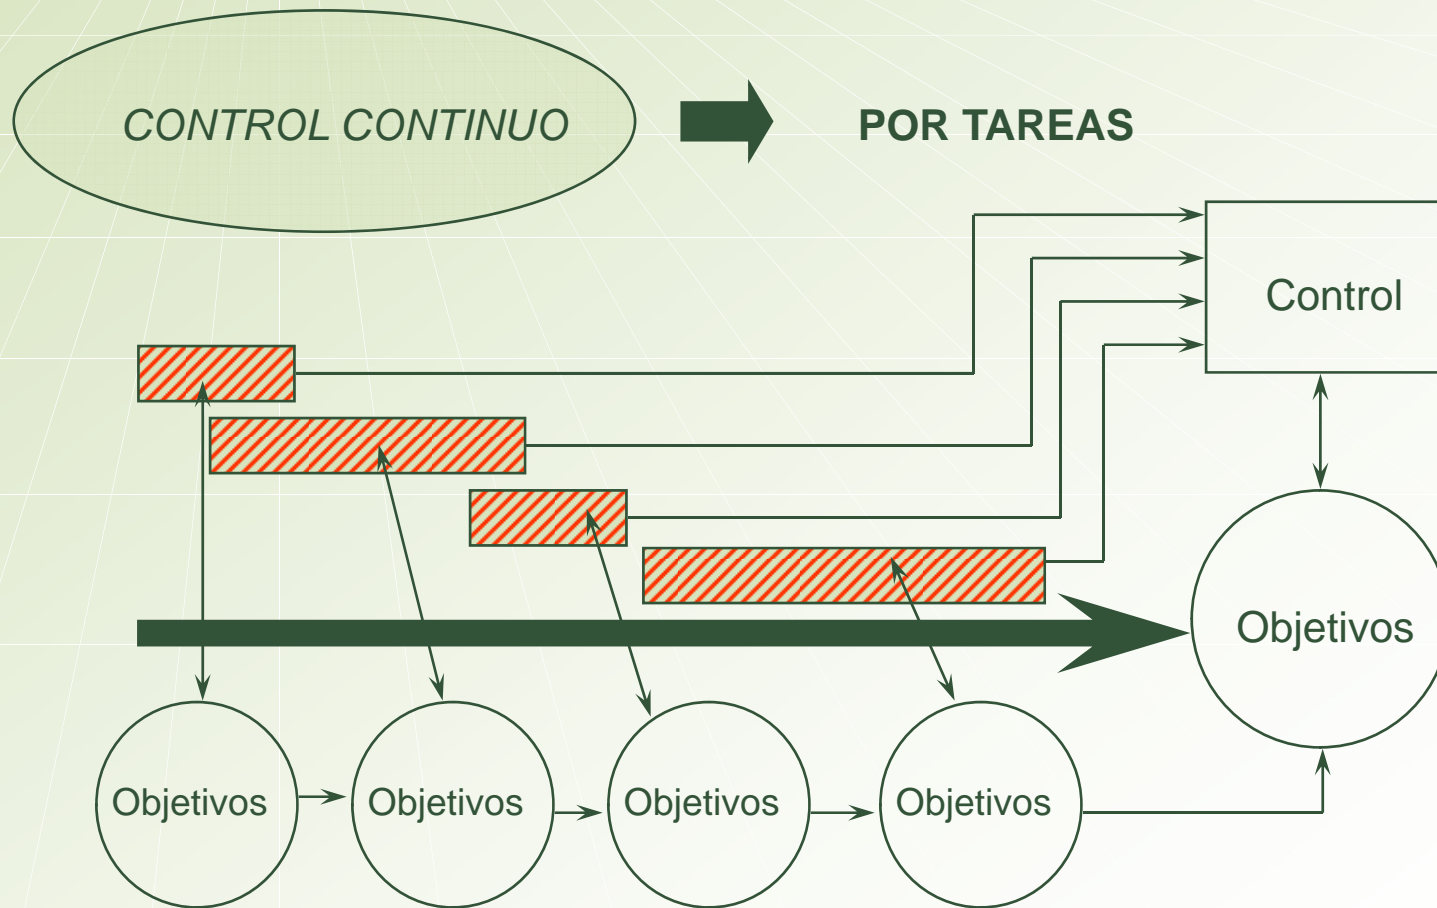 CONTROL CONTINUO
POR TAREAS
Control
Objetivos
Objetivos
Objetivos
Objetivos
Objetivos